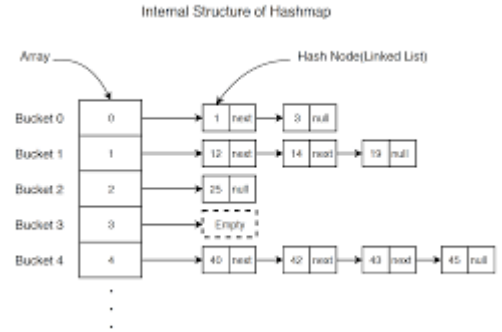 Internal Structure of Hashmap
Array
Hash Node(Linked List)
Bucket 0 0 1 next 3 null
Bucket 1 1 12 next 14 next 19 null
Bucket 2 2 25 null
Bucket 3 3 Empty
Bucket 4 4 40 next 42 next 43 next 45 null